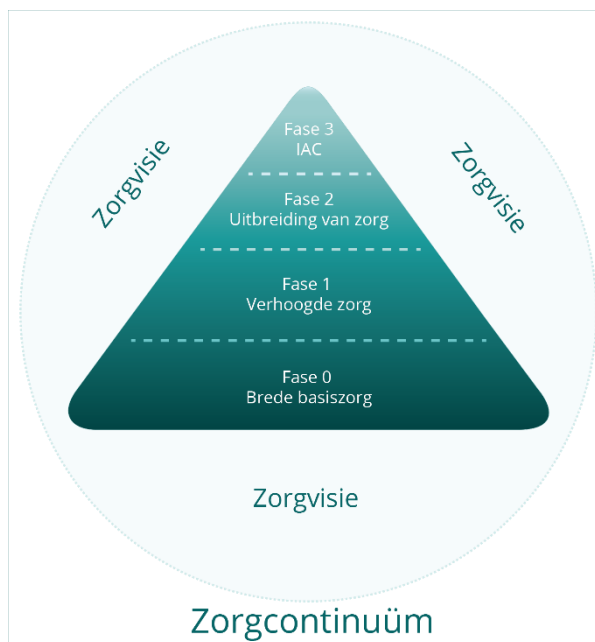 Zorgvisie
Zorgvisie
Fase 3
IAC
Fase 2
Uitbreiding van zorg
Fase 1
Verhoogde zorg
Fase 0
Brede basiszorg
Zorgvisie
Zorgcontinuüm